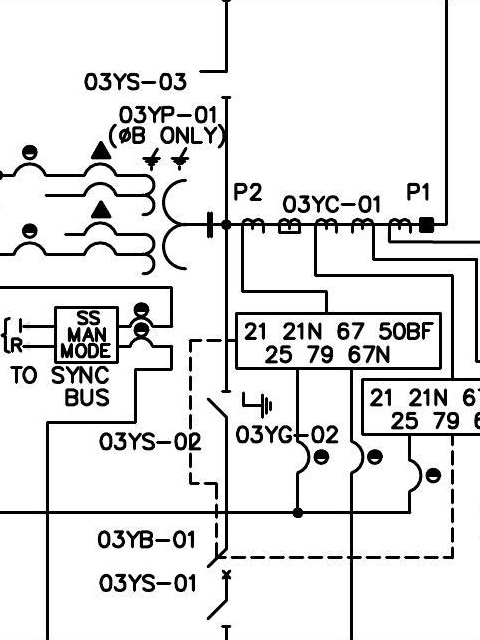 03YS-03
03YP-01
(ØB ONLY)
P2
03YC-01
P1
SS
MAN
MODE
I
R
TO SYNC
BUS
21 21N 67 50BF
25 79 67N
21 21N 67
25 79 6
03YS-02
03YG-02
03YB-01
03YS-01